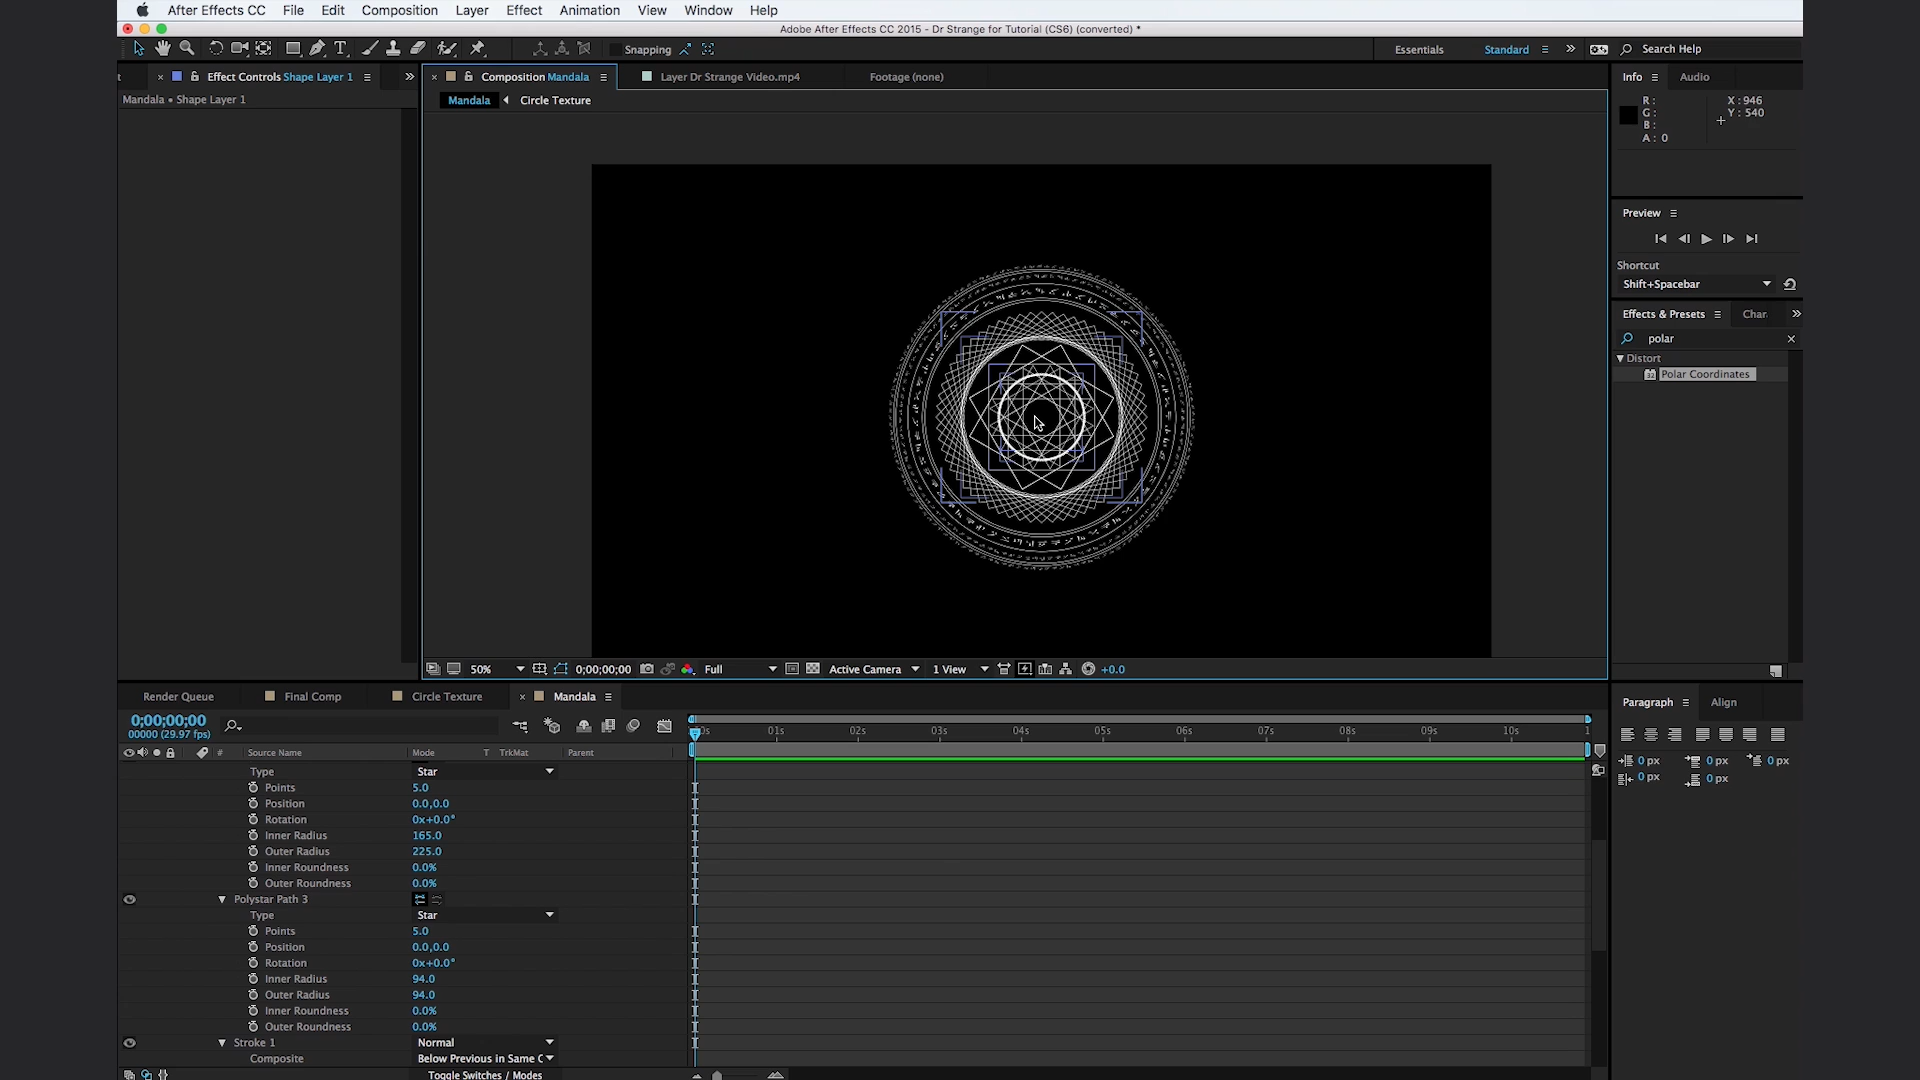 After Effects CC File Edit Composition Layer Effect Animation View Window Help
Adobe After Effects CC 2015 - Dr Strange for Tutorial (CS6) (converted) *
Snapping Essentials Standard Search Help
t Effect Controls Shape Layer 1 Composition Mandala Layer Dr Strange Video.mp4 Footage (none) Info Audio
Mandala • Shape Layer 1 Mandala Circle Texture
R: X: 946
G: Y: 540
B:
A: 0
Preview
Shortcut
Shift+Spacebar
Effects & Presets Char
polar
Distort
32 Polar Coordinates
50% 0;00;00;00 Full Active Camera 1 View +0.0
Render Queue Final Comp Circle Texture Mandala
Paragraph Align
0;00;00;00
00000 (29.97 fps)
0s 01s 02s 03s 04s 05s 06s 07s 08s 09s 10s 1
# Source Name Mode T TrkMat Parent
0 px 0 px 0 px
0 px 0 px
Type Star
Points 5.0
Position 0.0,0.0
Rotation 0x+0.0°
Inner Radius 165.0
Outer Radius 225.0
Inner Roundness 0.0%
Outer Roundness 0.0%
Polystar Path 3
Type Star
Points 5.0
Position 0.0,0.0
Rotation 0x+0.0°
Inner Radius 94.0
Outer Radius 94.0
Inner Roundness 0.0%
Outer Roundness 0.0%
Stroke 1 Normal
Composite Below Previous in Same C
Toggle Switches / Modes